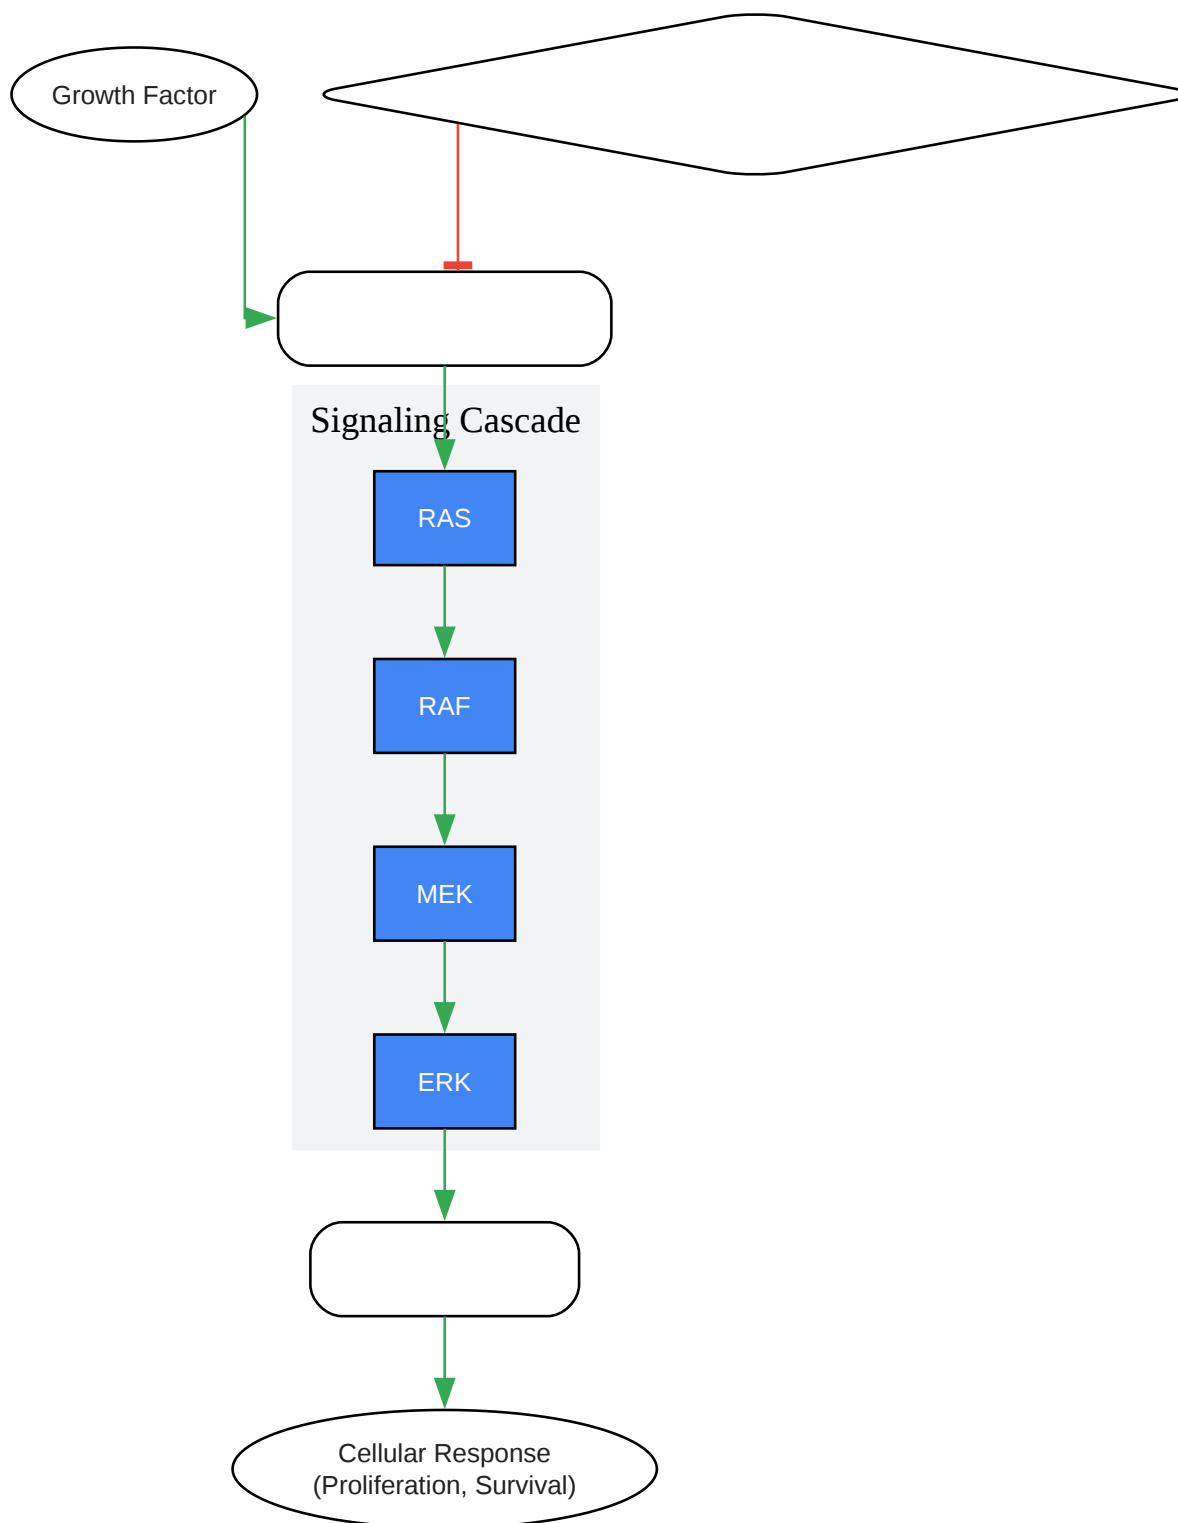 Growth Factor
Signaling Cascade
RAS
RAF
MEK
ERK
Cellular Response
(Proliferation, Survival)